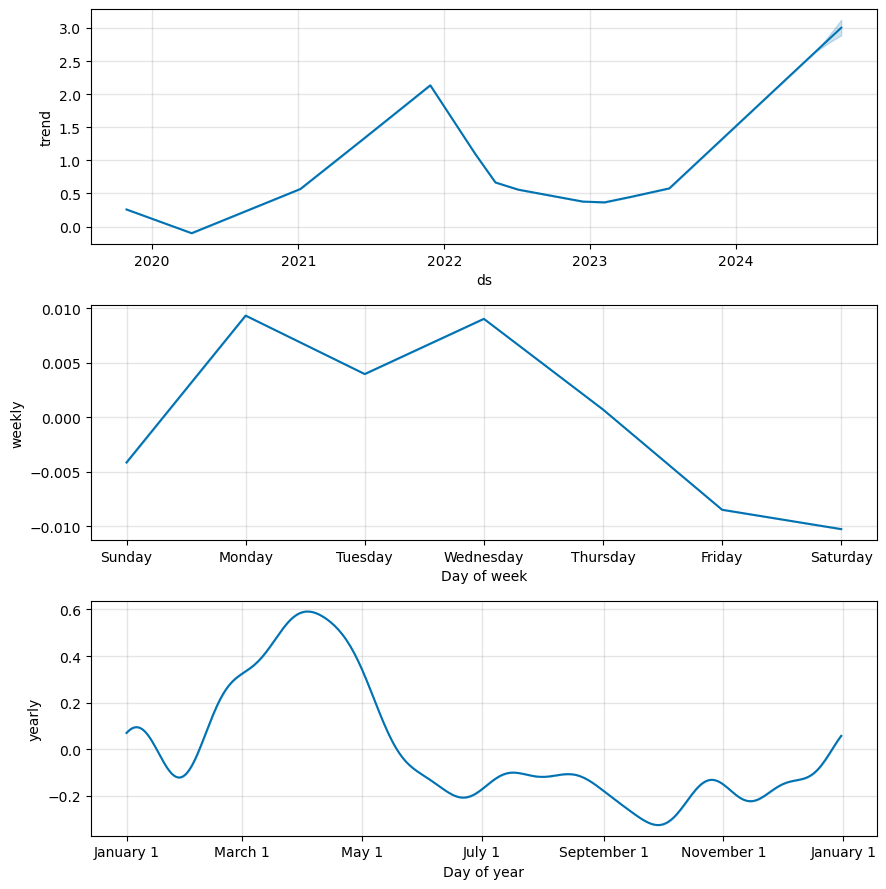 3.0
2.5
2.0
1.5
1.0
0.5
0.0
trend
2020 2021 2022 2023 2024
ds
0.010
0.005
0.000
−0.005
−0.010
weekly
Sunday Monday Tuesday Wednesday Thursday Friday Saturday
Day of week
0.6
0.4
0.2
0.0
−0.2
yearly
January 1 March 1 May 1 July 1 September 1 November 1 January 1
Day of year